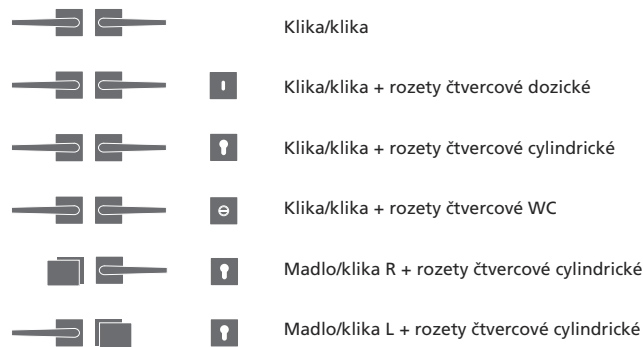 Klika/klika
Klika/klika + rozety čtvercové dozické
Klika/klika + rozety čtvercové cylindrické
Klika/klika + rozety čtvercové WC
Madlo/klika R + rozety čtvercové cylindrické
Madlo/klika L + rozety čtvercové cylindrické